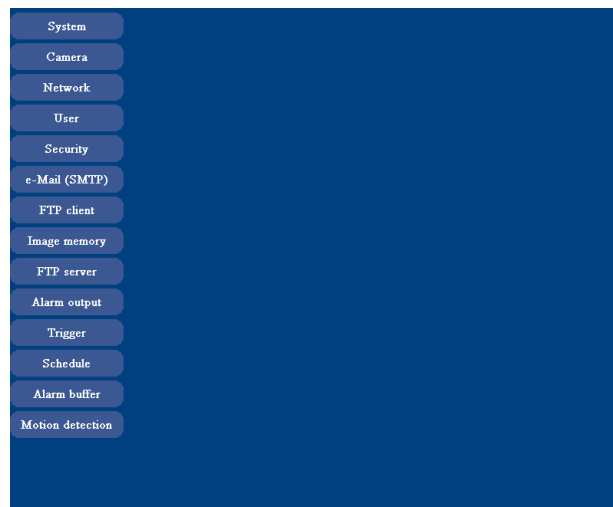 System
Camera
Network
User
Security
e-Mail (SMTP)
FTP client
Image memory
FTP server
Alarm output
Trigger
Schedule
Alarm buffer
Motion detection